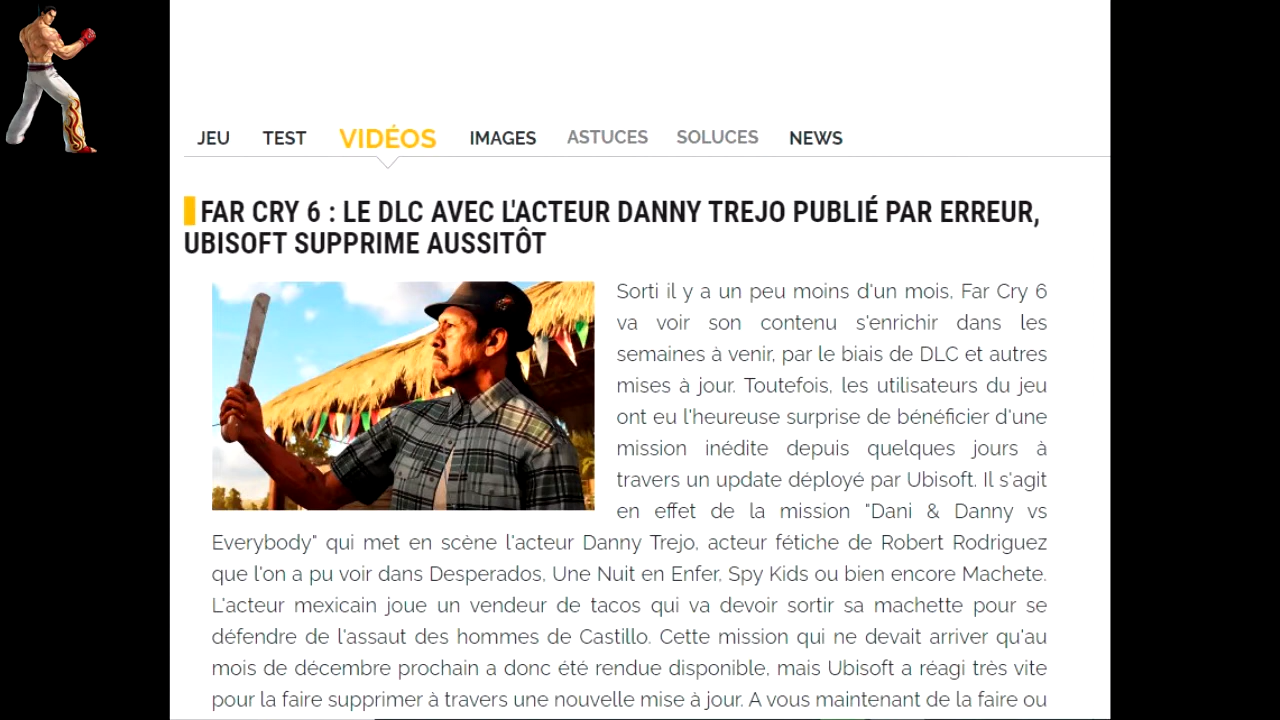 JEU TEST VIDÉOS IMAGES ASTUCES SOLUCES NEWS
FAR CRY 6 : LE DLC AVEC L'ACTEUR DANNY TREJO PUBLIÉ PAR ERREUR,
UBISOFT SUPPRIME AUSSITÔT
Sorti il y a un peu moins d'un mois, Far Cry 6
va voir son contenu s'enrichir dans les
semaines à venir, par le biais de DLC et autres
mises à jour. Toutefois, les utilisateurs du jeu
ont eu l'heureuse surprise de bénéficier d'une
mission inédite depuis quelques jours à
travers un update déployé par Ubisoft. Il s'agit
en effet de la mission "Dani & Danny vs
Everybody" qui met en scène l'acteur Danny Trejo, acteur fétiche de Robert Rodriguez
que l'on a pu voir dans Desperados, Une Nuit en Enfer, Spy Kids ou bien encore Machete.
L'acteur mexicain joue un vendeur de tacos qui va devoir sortir sa machette pour se
défendre de l'assaut des hommes de Castillo. Cette mission qui ne devait arriver qu'au
mois de décembre prochain a donc été rendue disponible, mais Ubisoft a réagi très vite
pour la faire supprimer à travers une nouvelle mise à jour. A vous maintenant de la faire ou